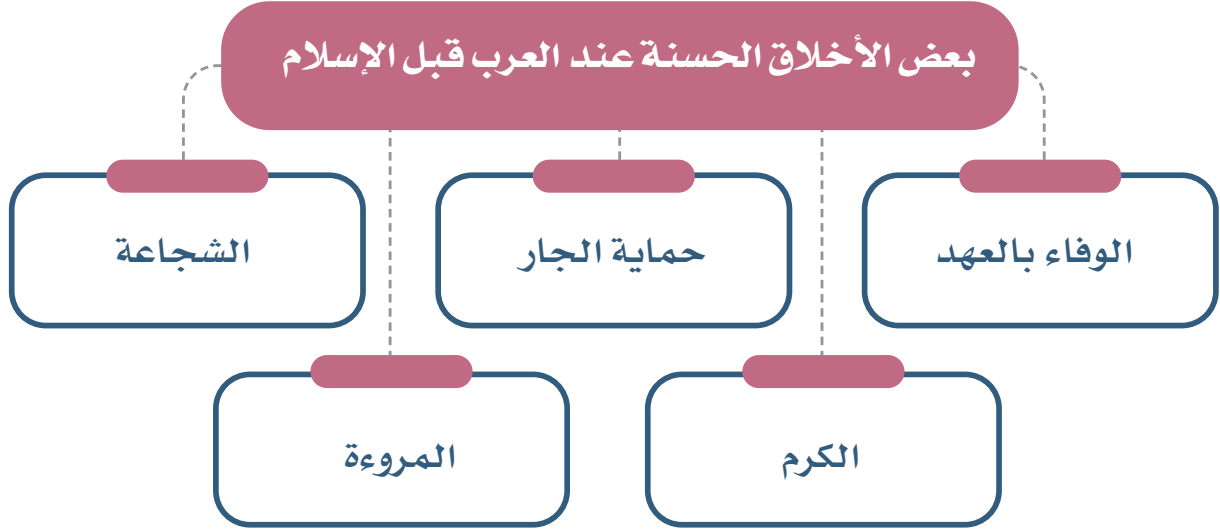 بعض الأخلاق الحسنة عند العرب قبل الإسلام
الوفاء بالعهد
حماية الجار
الشجاعة
الكرم
المروءة